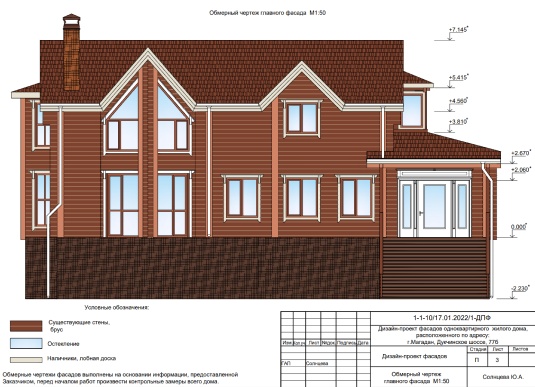 Обмерный чертеж главного фасада М1:50
+7.145*
+5.415*
+4.560*
+3.810*
+2.670*
+2.060*
0.000*
-2.230*
Условные обозначения:
Существующие стены,
брус
Остекление
Наличники, лобная доска
Обмерные чертежи фасадов выполнены на основании информации, предоставленной
Заказчиком, перед началом работ произвести контрольные замеры всего дома.
1-1-10/17.01.2022/1-ДПФ
Дизайн-проект фасадов одноквартирного жилого дома,
расположенного по адресу:
г.Магадан, Дукчинское шоссе, 77б
Изм. Кол.уч Лист №док. Подпись Дата
ГАП Солнцева
Дизайн-проект фасадов
Стадия Лист Листов
П 3
Обмерный чертеж
главного фасада М1:50
Солнцева Ю.А.